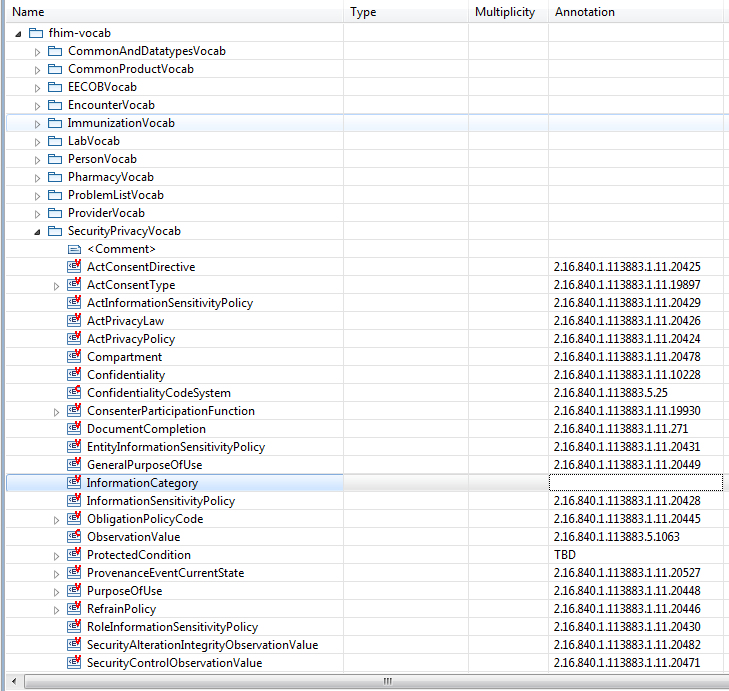 Name Type Multiplicity Annotation
fhim-vocab
CommonAndDatatypesVocab
CommonProductVocab
EECOBVocab
EncounterVocab
ImmunizationVocab
LabVocab
PersonVocab
PharmacyVocab
ProblemListVocab
ProviderVocab
SecurityPrivacyVocab
<Comment>
ActConsentDirective 2.16.840.1.113883.1.11.20425
ActConsentType 2.16.840.1.113883.1.11.19897
ActInformationSensitivityPolicy 2.16.840.1.113883.1.11.20429
ActPrivacyLaw 2.16.840.1.113883.1.11.20426
ActPrivacyPolicy 2.16.840.1.113883.1.11.20424
Compartment 2.16.840.1.113883.1.11.20478
Confidentiality 2.16.840.1.113883.1.11.10228
ConfidentialityCodeSystem 2.16.840.1.113883.5.25
ConsenterParticipationFunction 2.16.840.1.113883.1.11.19930
DocumentCompletion 2.16.840.1.113883.1.11.271
EntityInformationSensitivityPolicy 2.16.840.1.113883.1.11.20431
GeneralPurposeOfUse 2.16.840.1.113883.1.11.20449
InformationCategory
InformationSensitivityPolicy 2.16.840.1.113883.1.11.20428
ObligationPolicyCode 2.16.840.1.113883.1.11.20445
ObservationValue 2.16.840.1.113883.5.1063
ProtectedCondition TBD
ProvenanceEventCurrentState 2.16.840.1.113883.1.11.20527
PurposeOfUse 2.16.840.1.113883.1.11.20448
RefrainPolicy 2.16.840.1.113883.1.11.20446
RoleInformationSensitivityPolicy 2.16.840.1.113883.1.11.20430
SecurityAlterationIntegrityObservationValue 2.16.840.1.113883.1.11.20482
SecurityControlObservationValue 2.16.840.1.113883.1.11.20471